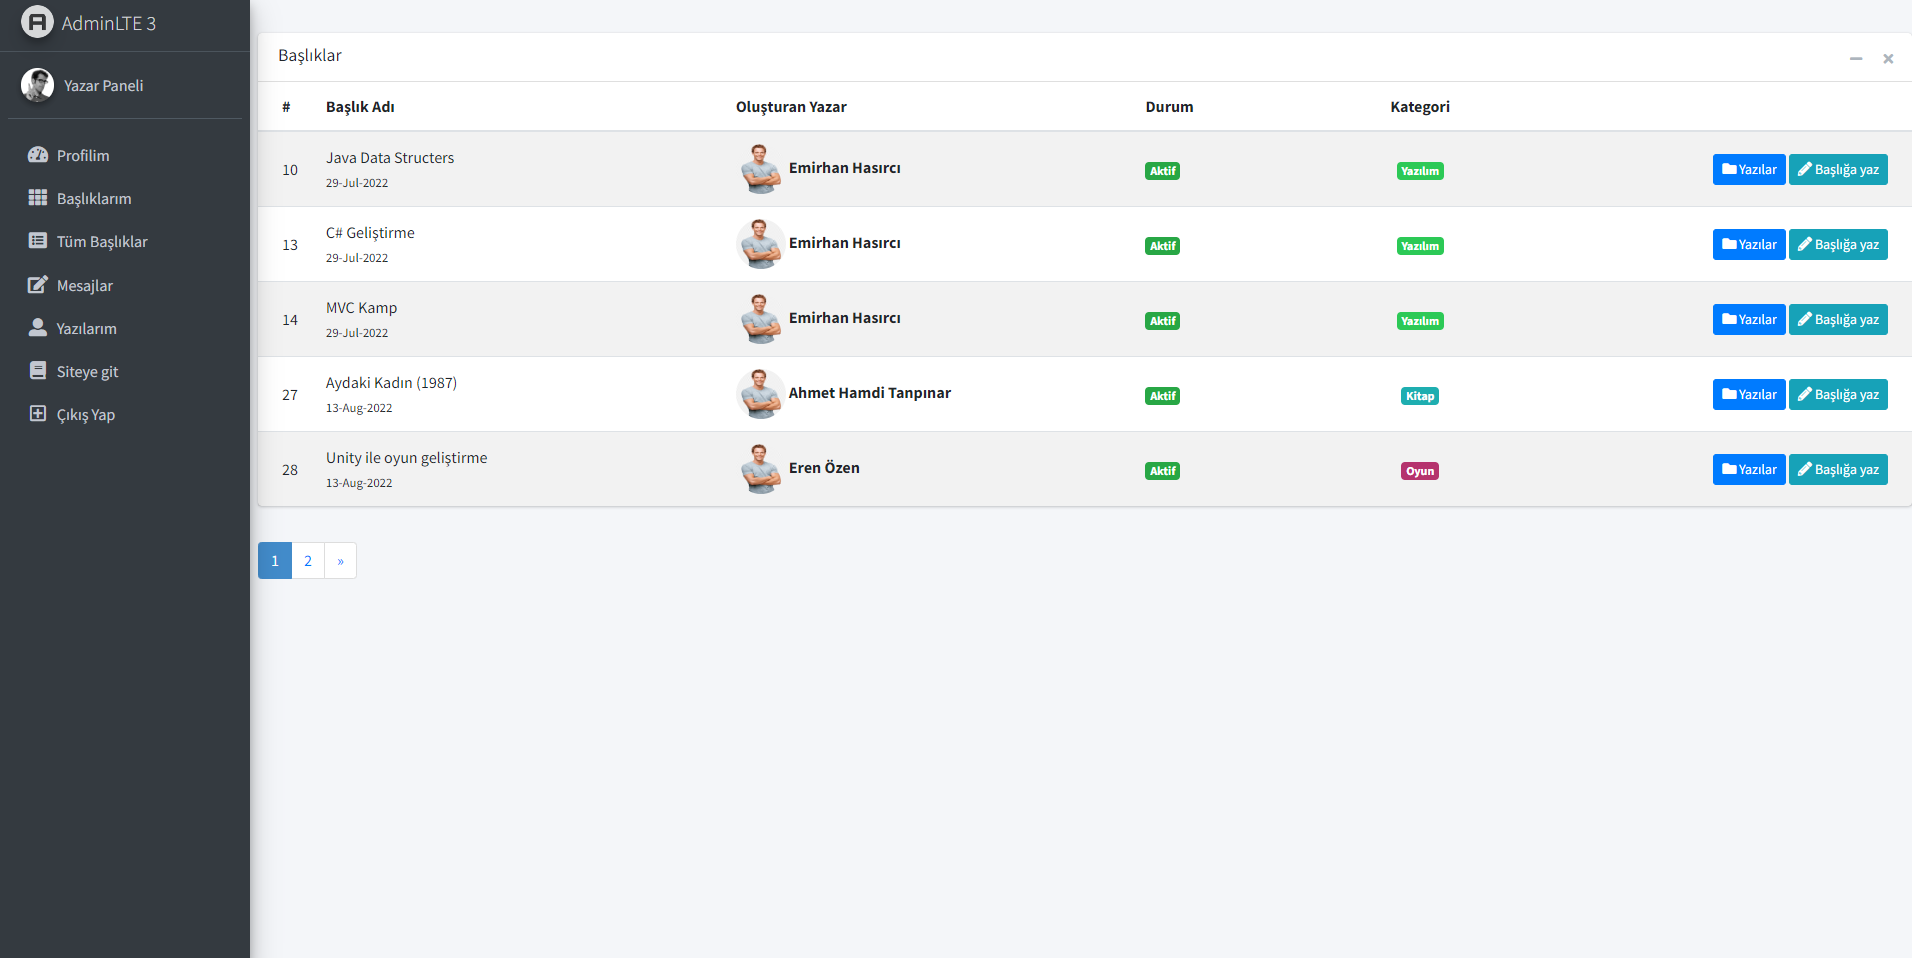 AdminLTE 3
Yazar Paneli
Profilim
Başlıklarım
Tüm Başlıklar
Mesajlar
Yazılarım
Siteye git
Çıkış Yap
Başlıklar
# Başlık Adı Oluşturan Yazar Durum Kategori
10 Java Data Structers 29-Jul-2022 Emirhan Hasırcı Aktif Yazılım Yazılar Başlığa yaz
13 C# Geliştirme 29-Jul-2022 Emirhan Hasırcı Aktif Yazılım Yazılar Başlığa yaz
14 MVC Kamp 29-Jul-2022 Emirhan Hasırcı Aktif Yazılım Yazılar Başlığa yaz
27 Aydaki Kadın (1987) 13-Aug-2022 Ahmet Hamdi Tanpınar Aktif Kitap Yazılar Başlığa yaz
28 Unity ile oyun geliştirme 13-Aug-2022 Eren Özen Aktif Oyun Yazılar Başlığa yaz
1 2 »